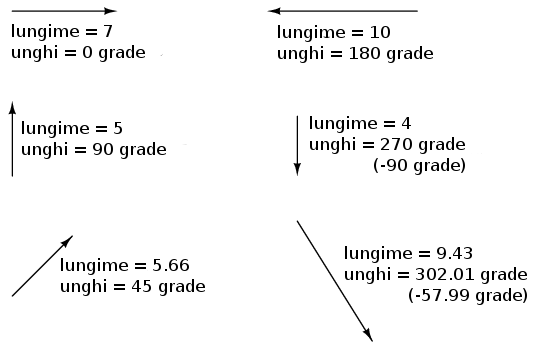 lungime = 7
unghi = 0 grade
lungime = 10
unghi = 180 grade
lungime = 5
unghi = 90 grade
lungime = 4
unghi = 270 grade
(-90 grade)
lungime = 5.66
unghi = 45 grade
lungime = 9.43
unghi = 302.01 grade
(-57.99 grade)